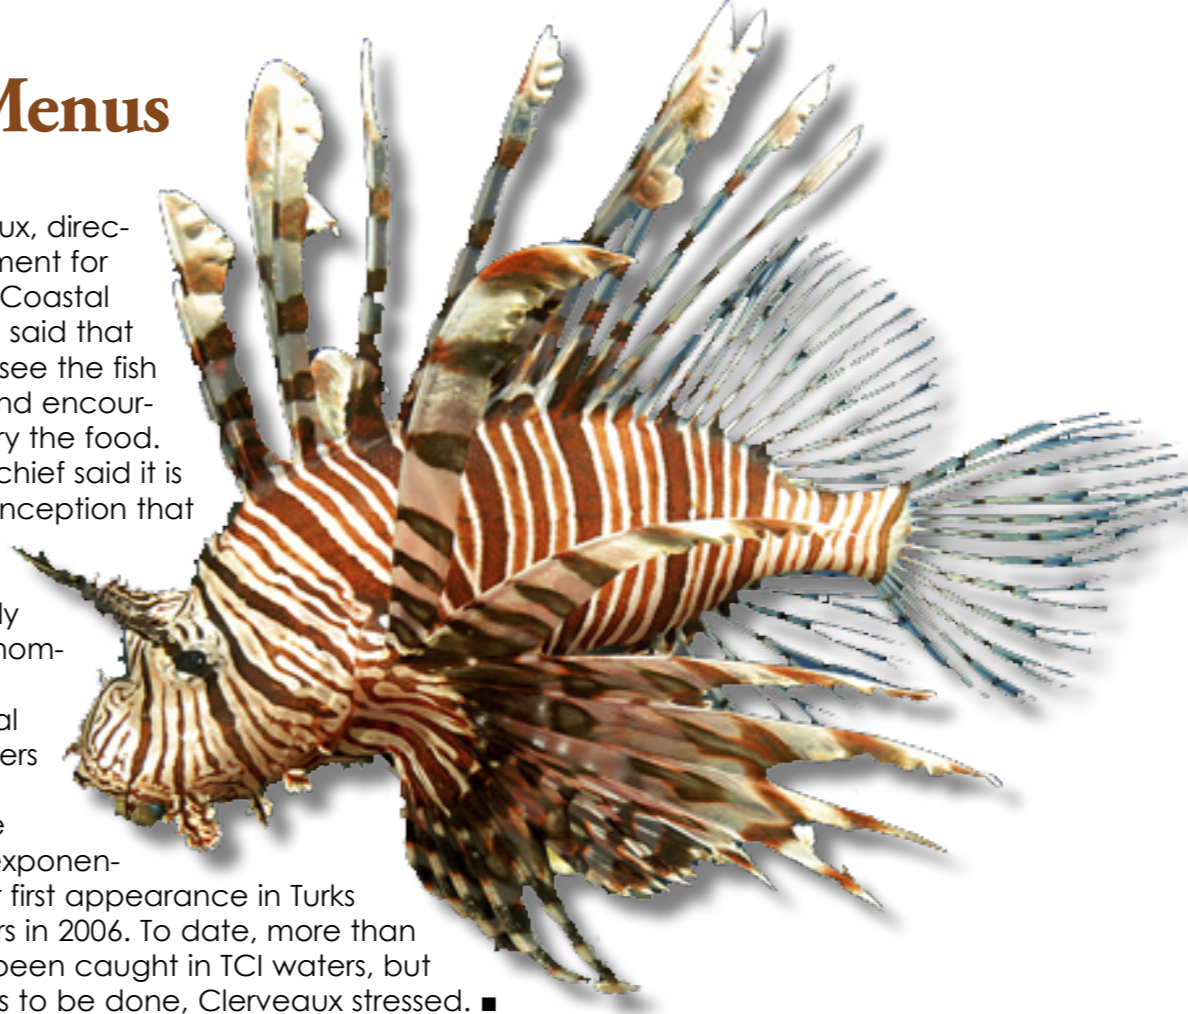 Menus
ux, direc-
ment for
Coastal
said that
see the fish
nd encour-
ry the food.
chief said it is
nception that
ly
nom-
al
ers
e
exponen-
r first appearance in Turks
rs in 2006. To date, more than
been caught in TCI waters, but
s to be done, Clerveaux stressed. ■